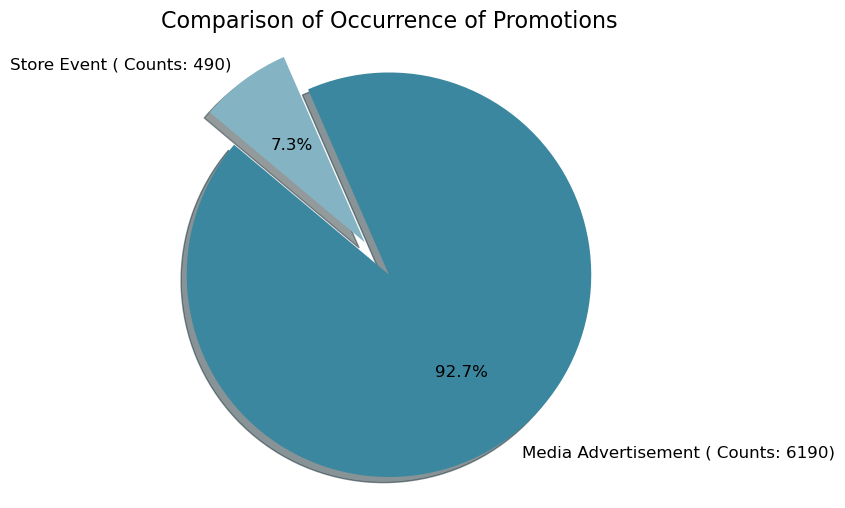 Comparison of Occurrence of Promotions
Store Event ( Counts: 490)
7.3%
92.7%
Media Advertisement ( Counts: 6190)